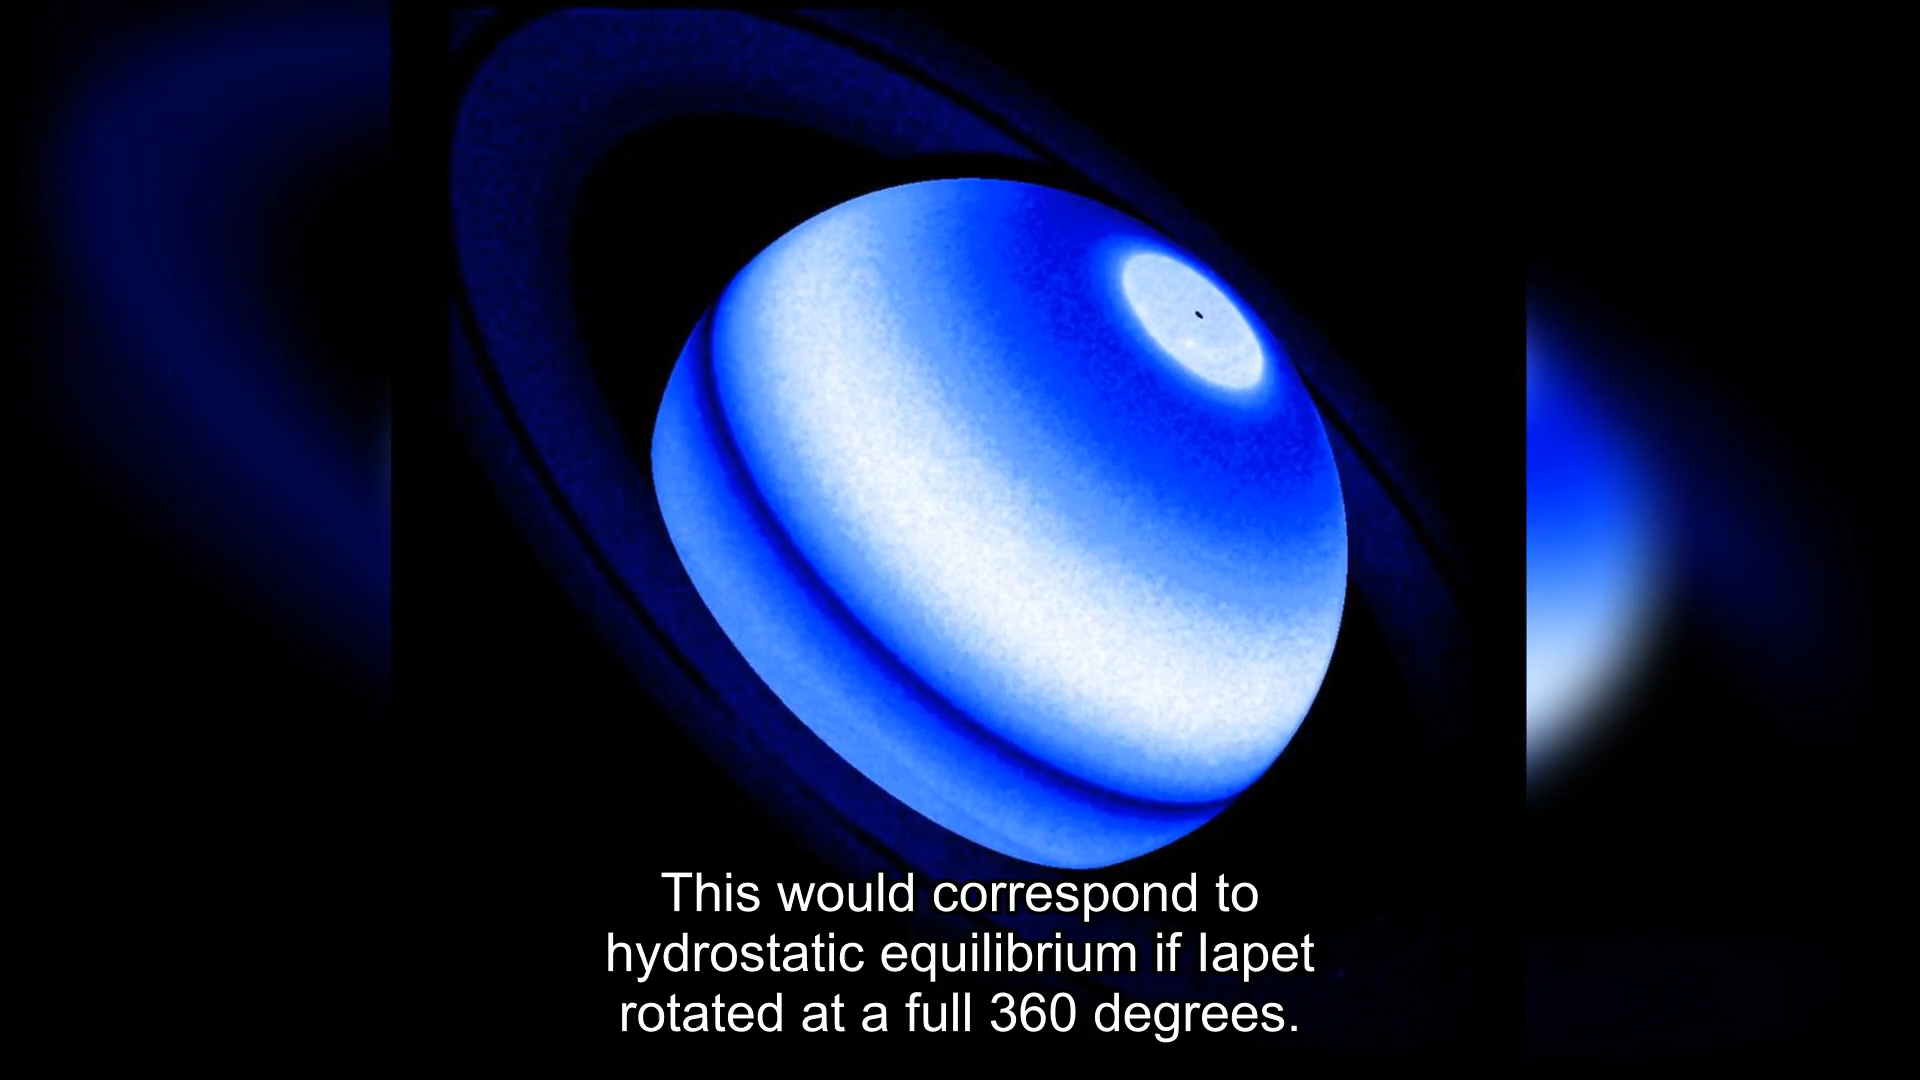 This would correspond to
hydrostatic equilibrium if Iapet
rotated at a full 360 degrees.